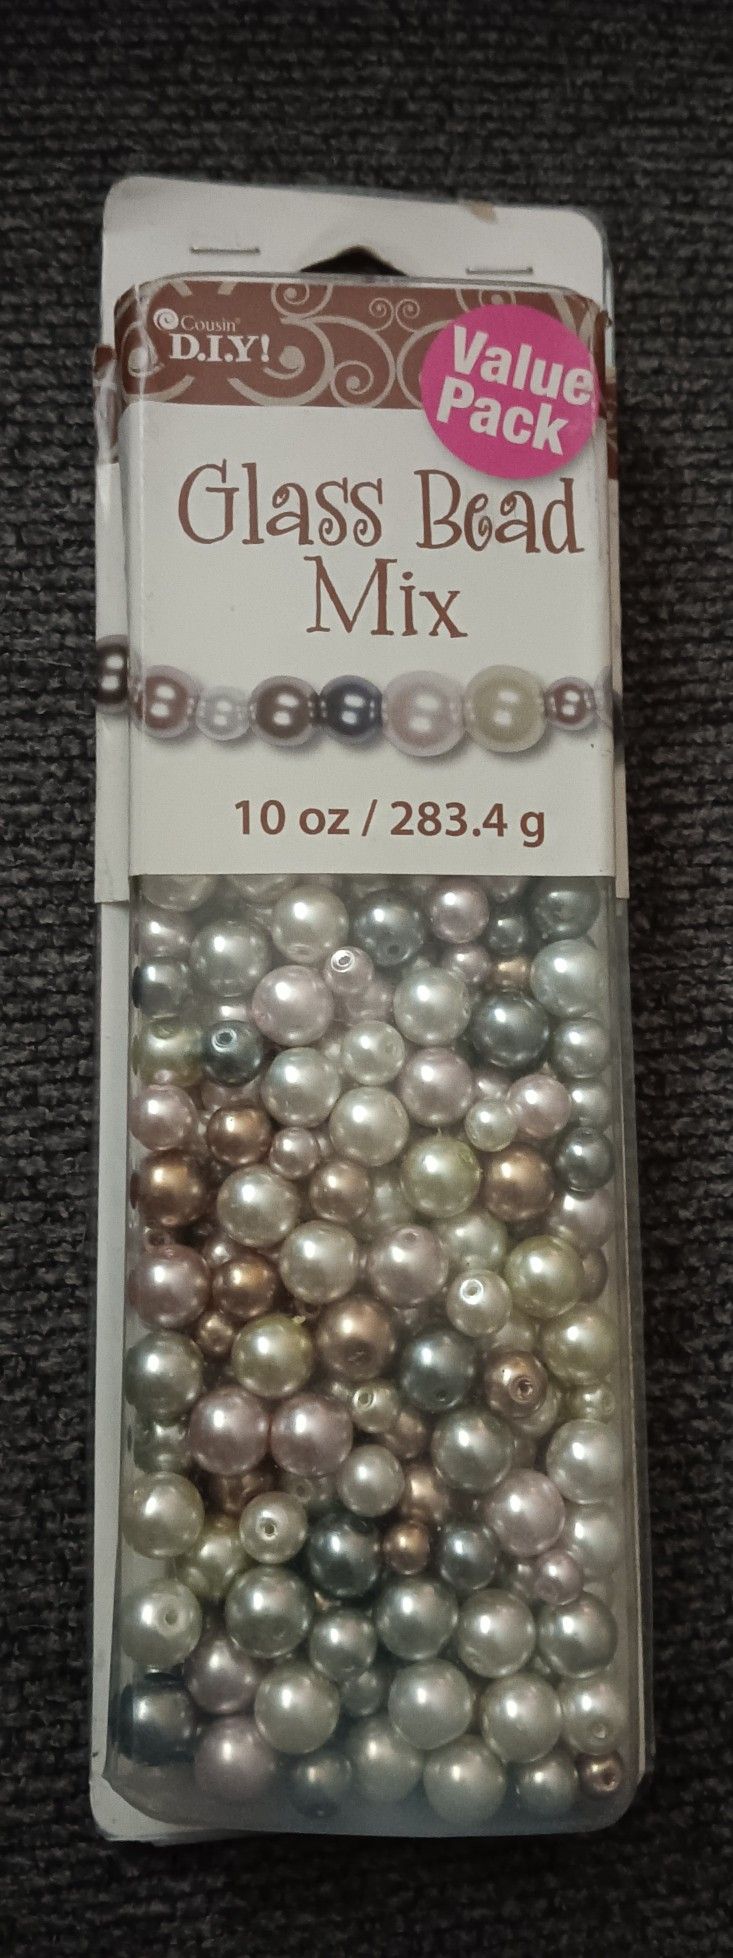 Cousin®
D.I.Y!
Value
Pack
Glass Bead
Mix
10 oz / 283.4 g